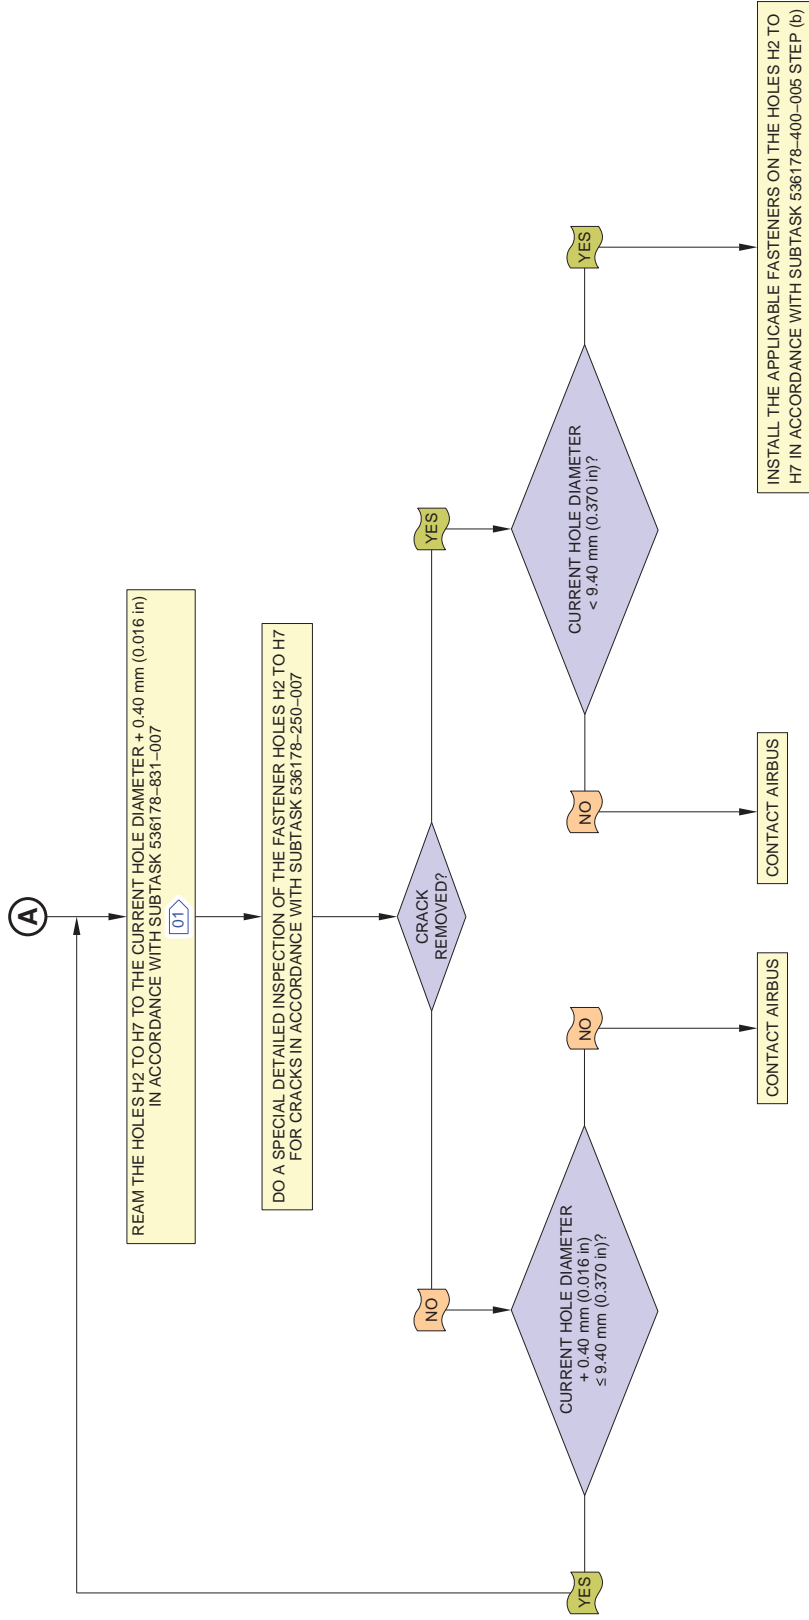 A
REAM THE HOLES H2 TO H7 TO THE CURRENT HOLE DIAMETER + 0.40 mm (0.016 in)
IN ACCORDANCE WITH SUBTASK 536178–831–007
01
DO A SPECIAL DETAILED INSPECTION OF THE FASTENER HOLES H2 TO H7
FOR CRACKS IN ACCORDANCE WITH SUBTASK 536178–250–007
CRACK
REMOVED?
NO
YES
CURRENT HOLE DIAMETER
+ 0.40 mm (0.016 in)
≤ 9.40 mm (0.370 in)?
CURRENT HOLE DIAMETER
< 9.40 mm (0.370 in)?
YES
NO
NO
YES
CONTACT AIRBUS
CONTACT AIRBUS
INSTALL THE APPLICABLE FASTENERS ON THE HOLES H2 TO
H7 IN ACCORDANCE WITH SUBTASK 536178–400–005 STEP (b)